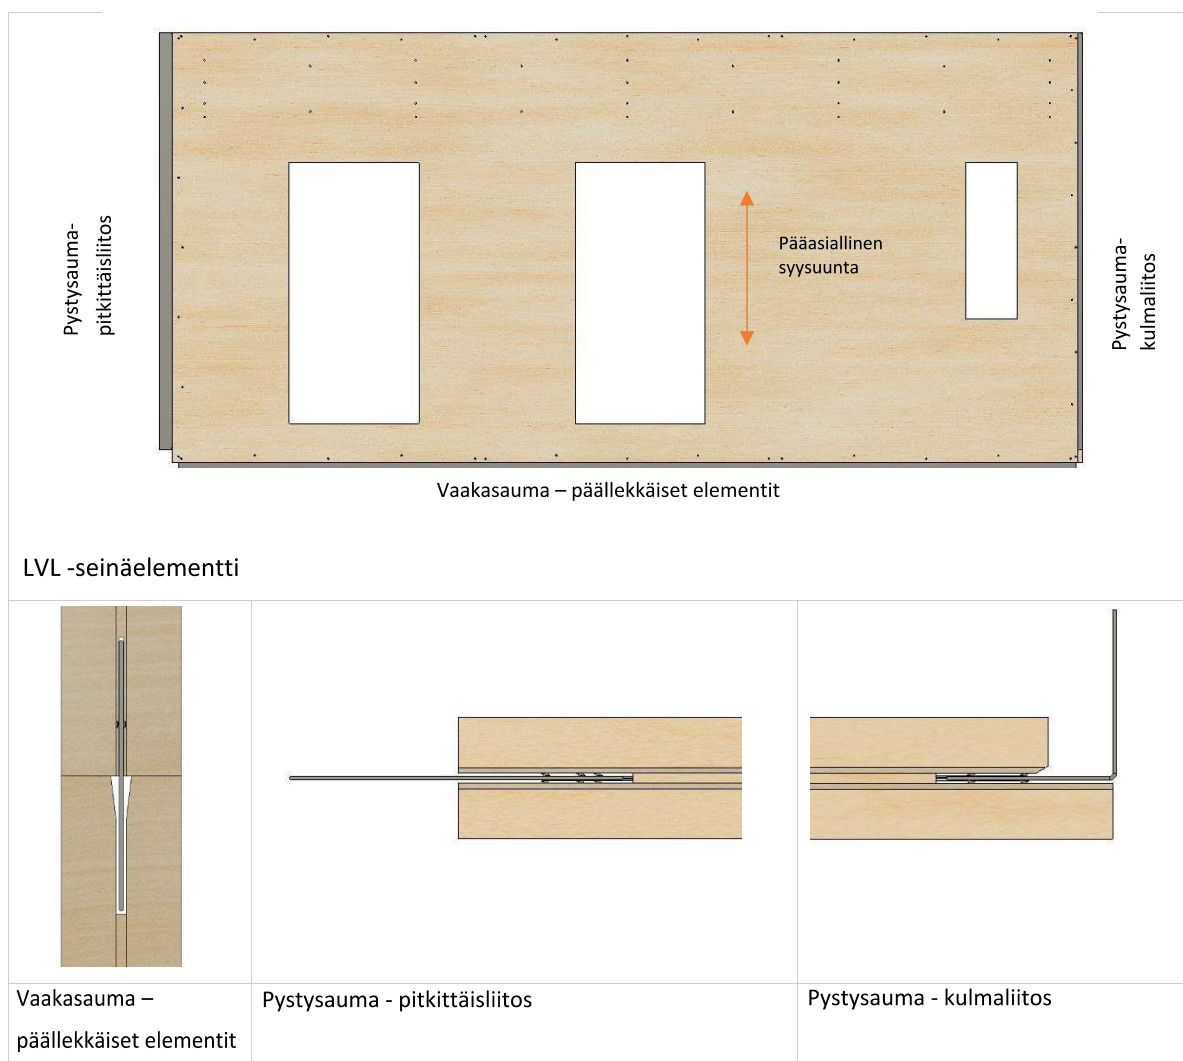 Pystysauma-
pitkittäisliitos
Pääasiallinen
syysuunta
Pystysauma-
kulmaliitos
Vaakasauma – päällekkäiset elementit
LVL -seinäelementti
Vaakasauma –
päällekkäiset elementit
Pystysauma - pitkittäisliitos
Pystysauma - kulmaliitos